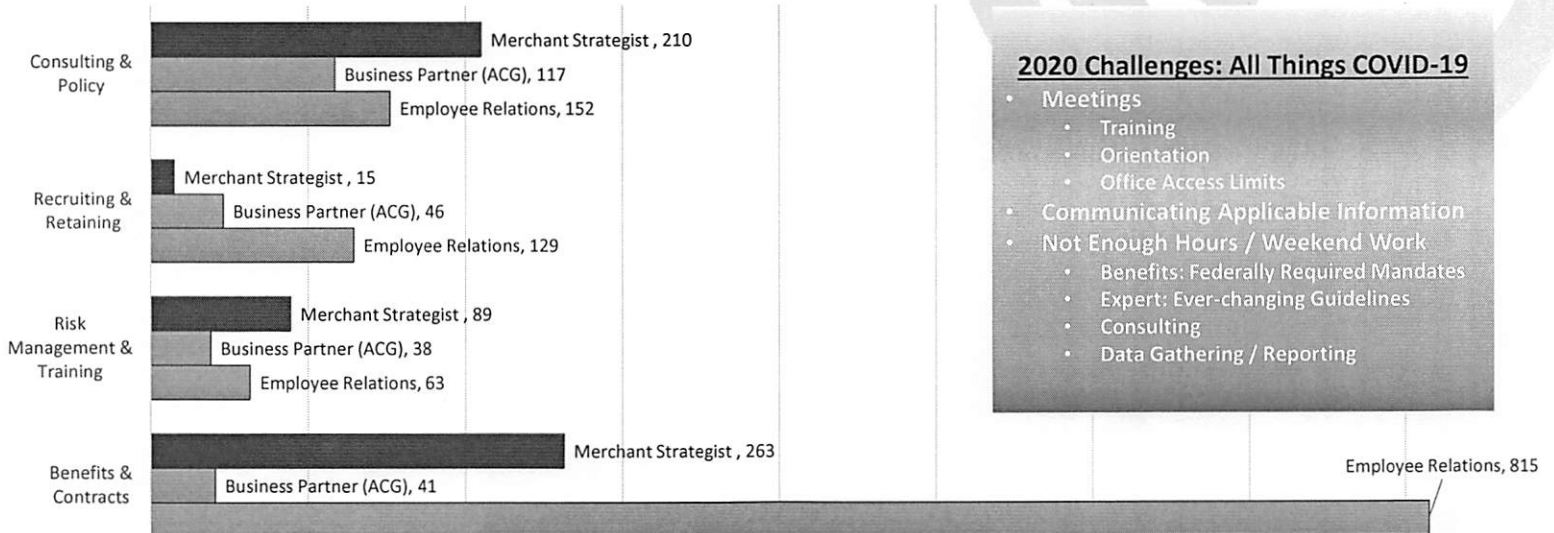 Consulting &
Policy
Merchant Strategist , 210
Business Partner (ACG), 117
Employee Relations, 152
Recruiting &
Retaining
Merchant Strategist , 15
Business Partner (ACG), 46
Employee Relations, 129
Risk
Management &
Training
Merchant Strategist , 89
Business Partner (ACG), 38
Employee Relations, 63
Benefits &
Contracts
Merchant Strategist , 263
Business Partner (ACG), 41
Employee Relations, 815
2020 Challenges: All Things COVID-19
• Meetings
• Training
• Orientation
• Office Access Limits
• Communicating Applicable Information
• Not Enough Hours / Weekend Work
• Benefits: Federally Required Mandates
• Expert: Ever-changing Guidelines
• Consulting
• Data Gathering / Reporting